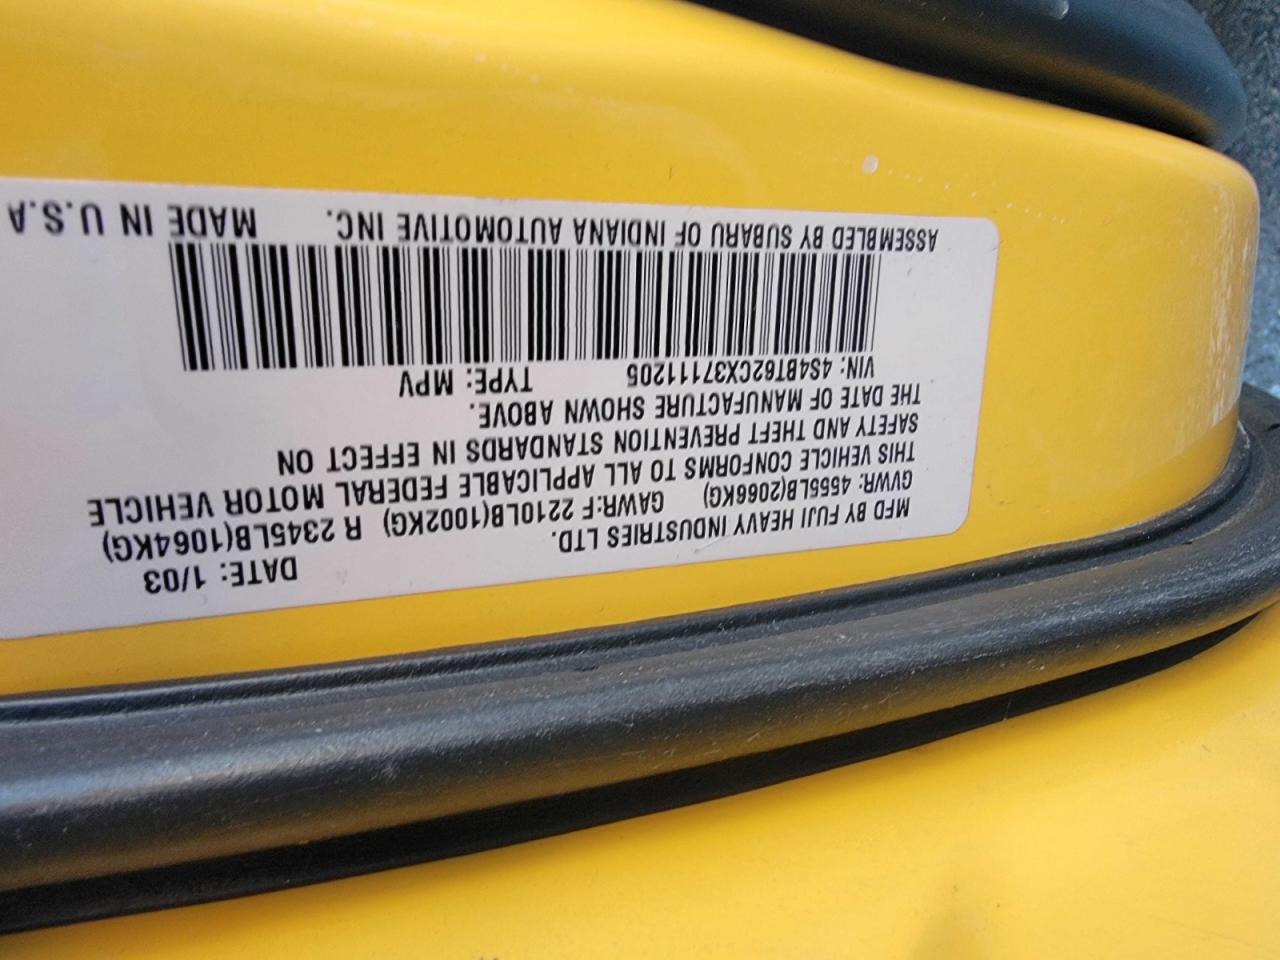 MFD BY FUJI HEAVY INDUSTRIES LTD. DATE: 1/03
GVWR: 4555LB(2066KG) GAWR:F 2210LB(1002KG) R 2345LB(1064KG)
THIS VEHICLE CONFORMS TO ALL APPLICABLE FEDERAL MOTOR VEHICLE
SAFETY AND THEFT PREVENTION STANDARDS IN EFFECT ON
THE DATE OF MANUFACTURE SHOWN ABOVE.
VIN: 4S4BT62CX37111205 TYPE: MPV
ASSEMBLED BY SUBARU OF INDIANA AUTOMOTIVE INC. MADE IN U.S.A